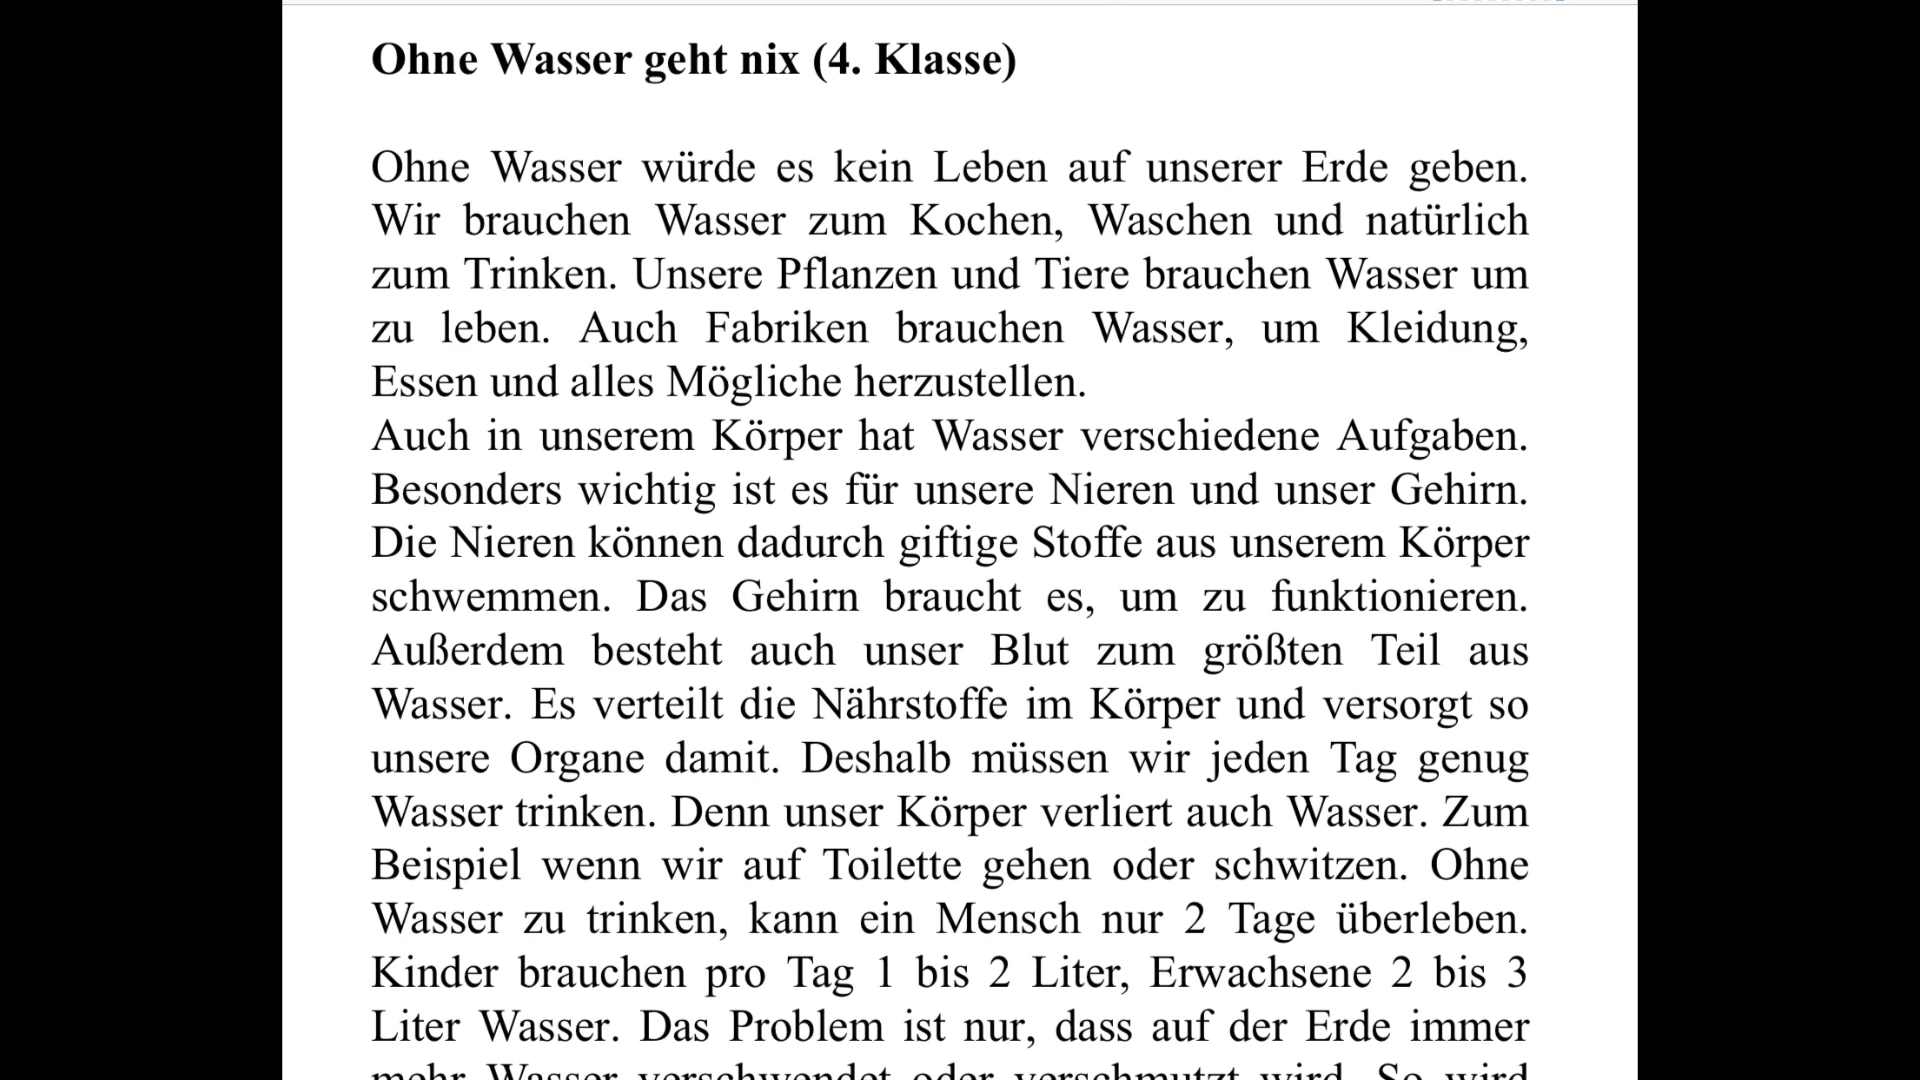 Ohne Wasser geht nix (4. Klasse)
Ohne Wasser würde es kein Leben auf unserer Erde geben.
Wir brauchen Wasser zum Kochen, Waschen und natürlich
zum Trinken. Unsere Pflanzen und Tiere brauchen Wasser um
zu leben. Auch Fabriken brauchen Wasser, um Kleidung,
Essen und alles Mögliche herzustellen.
Auch in unserem Körper hat Wasser verschiedene Aufgaben.
Besonders wichtig ist es für unsere Nieren und unser Gehirn.
Die Nieren können dadurch giftige Stoffe aus unserem Körper
schwemmen. Das Gehirn braucht es, um zu funktionieren.
Außerdem besteht auch unser Blut zum größten Teil aus
Wasser. Es verteilt die Nährstoffe im Körper und versorgt so
unsere Organe damit. Deshalb müssen wir jeden Tag genug
Wasser trinken. Denn unser Körper verliert auch Wasser. Zum
Beispiel wenn wir auf Toilette gehen oder schwitzen. Ohne
Wasser zu trinken, kann ein Mensch nur 2 Tage überleben.
Kinder brauchen pro Tag 1 bis 2 Liter, Erwachsene 2 bis 3
Liter Wasser. Das Problem ist nur, dass auf der Erde immer
mehr Wasser verschwendet oder verschmutzt wird. So wird